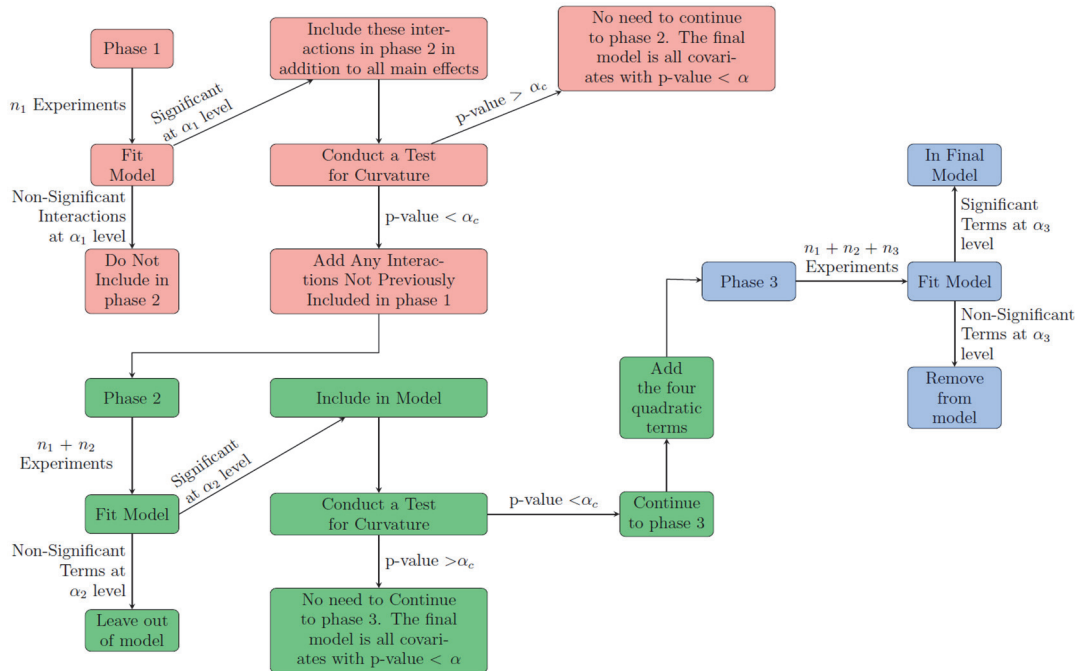 Phase 1
Include these inter-
actions in phase 2 in
addition to all main effects
No need to continue
to phase 2. The final
model is all covari-
ates with p-value < α
n₁ Experiments
Significant
at α₁ level
p-value > α_c
Fit
Model
Conduct a Test
for Curvature
Non-Significant
Interactions
at α₁ level
p-value < α_c
Do Not
Include in
phase 2
Add Any Interac-
tions Not Previously
Included in phase 1
In Final
Model
Significant
Terms at α₃
level
Phase 3
n₁ + n₂ + n₃
Experiments
Fit Model
Non-Significant
Terms at α₃
level
Remove
from
model
Phase 2
Include in Model
Add
the four
quadratic
terms
n₁ + n₂
Experiments
Significant
at α₂ level
Fit Model
Conduct a Test
for Curvature
p-value <α_c
Continue
to phase 3
Non-Significant
Terms at
α₂ level
p-value >α_c
Leave out
of model
No need to Continue
to phase 3. The final
model is all covari-
ates with p-value < α